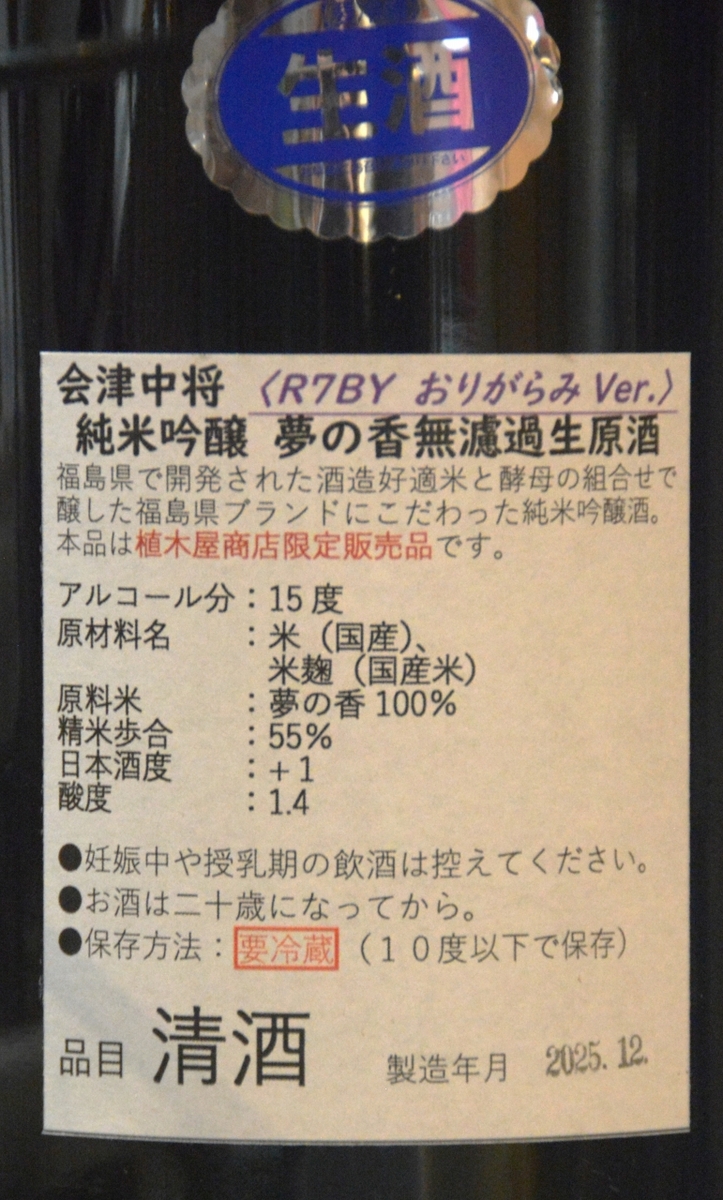 生酒
会津中将 〈R7BY おりがらみ Ver.〉
純米吟醸 夢の香無濾過生原酒
福島県で開発された酒造好適米と酵母の組合せで
醸した福島県ブランドにこだわった純米吟醸酒。
本品は植木屋商店限定販売品です。
アルコール分：15度
原材料名　：米（国産）、
米麹（国産米）
原料米　：夢の香100%
精米歩合　：55%
日本酒度　：+1
酸度　：1.4
●妊娠中や授乳期の飲酒は控えてください。
●お酒は二十歳になってから。
●保存方法：要冷蔵（１０度以下で保存）
品目 清酒 製造年月 2025.12.